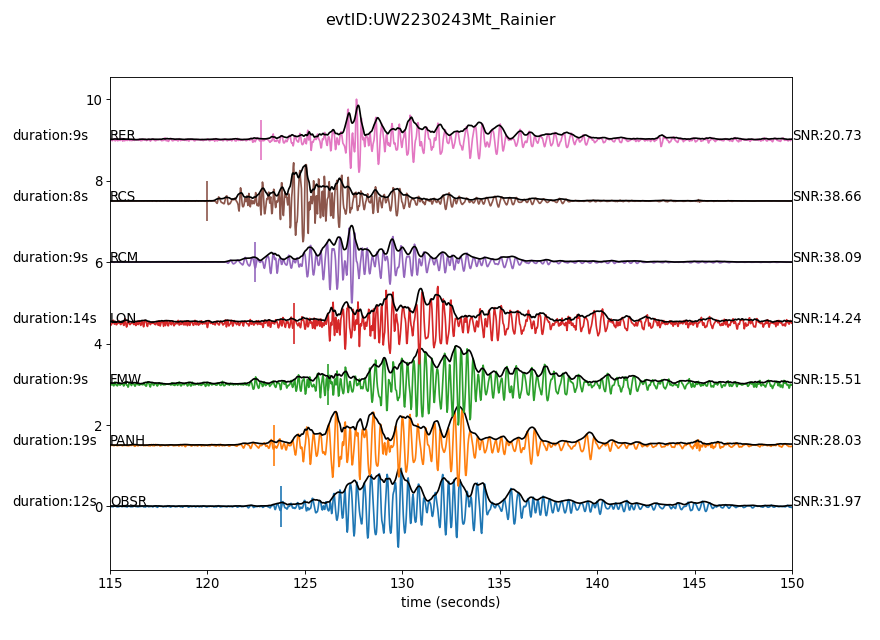 evtID:UW2230243Mt_Rainier
10
duration:9s RER SNR:20.73
8
duration:8s RCS SNR:38.66
duration:9s RCM SNR:38.09
6
duration:14s LON SNR:14.24
4
duration:9s FMW SNR:15.51
2
duration:19s PANH SNR:28.03
duration:12s OBSR SNR:31.97
0
115 120 125 130 135 140 145 150
time (seconds)